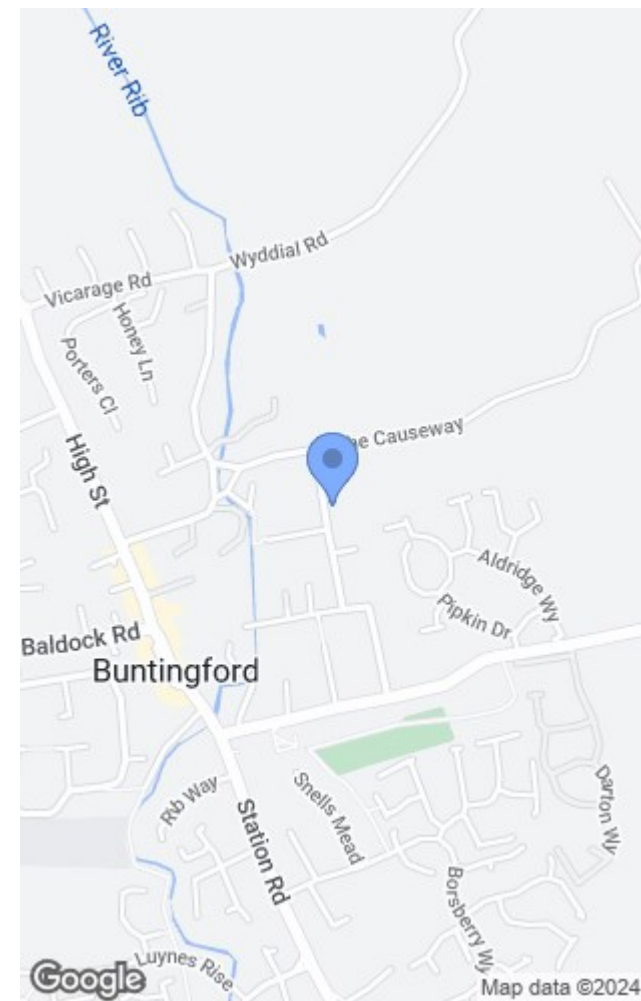 River Rib
Wyddial Rd
Vicarage Rd
Honey Ln
Porters Cl
he Causeway
High St
Aldridge Wy
Pipkin Dr
Baldock Rd
Buntingford
Snells Mead
Rib Way
Darton Wy
Station Rd
Borsberry Wy
Luynes Rise
Google
Map data ©2024